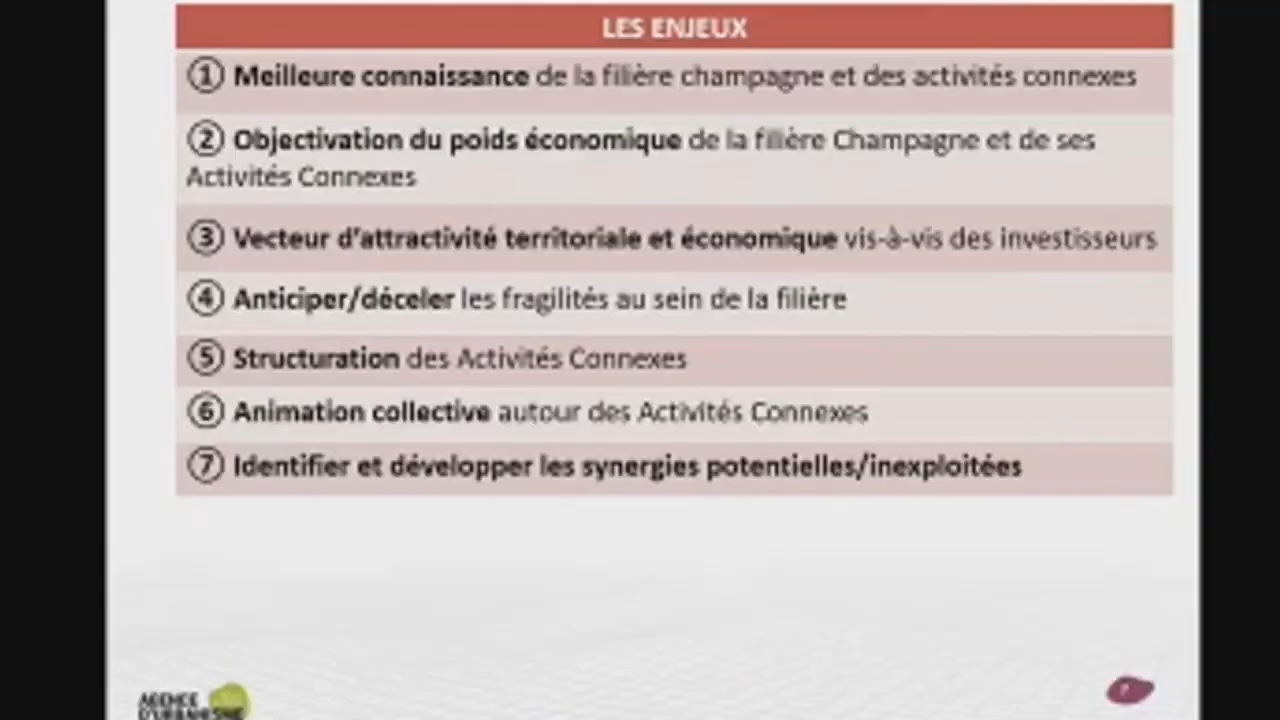 LES ENJEUX
① Meilleure connaissance de la filière champagne et des activités connexes
② Objectivation du poids économique de la filière Champagne et de ses
Activités Connexes
③ Vecteur d'attractivité territoriale et économique vis-à-vis des investisseurs
④ Anticiper/déceler les fragilités au sein de la filière
⑤ Structuration des Activités Connexes
⑥ Animation collective autour des Activités Connexes
⑦ Identifier et développer les synergies potentielles/inexploitées
AGENCE
D'URBANISME